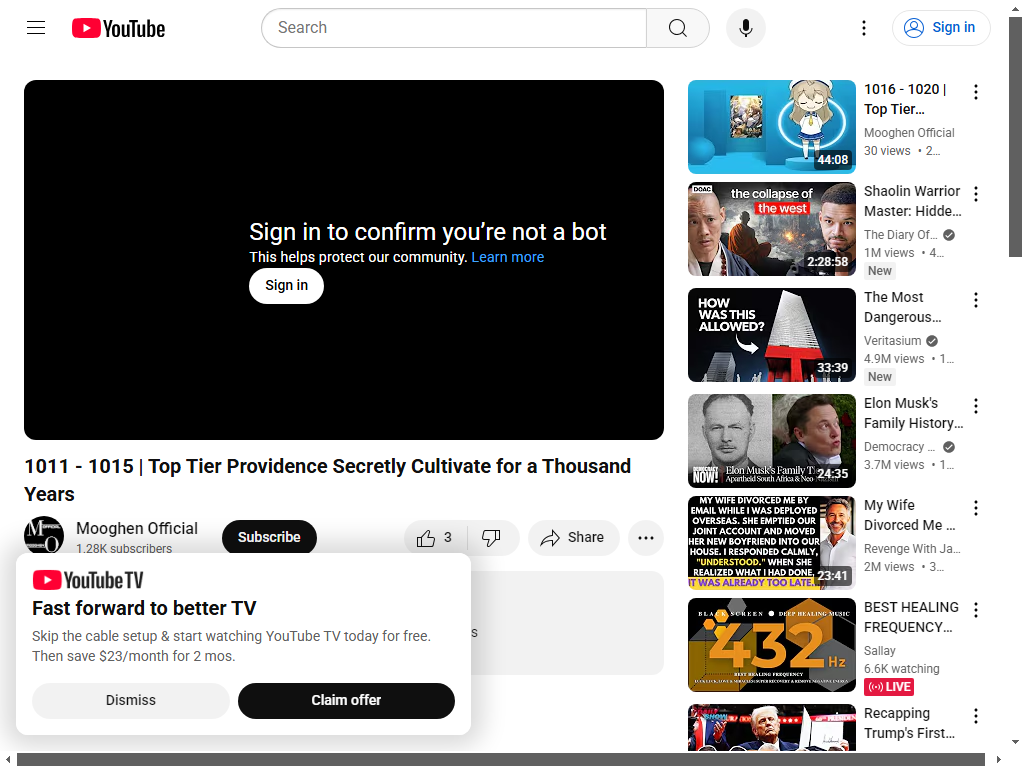 YouTube
Search
Sign in
Sign in to confirm you’re not a bot
This helps protect our community. Learn more
Sign in
1011 - 1015 | Top Tier Providence Secretly Cultivate for a Thousand
Years
Mooghen Official
1.28K subscribers
Subscribe
3
Share
s
YouTube TV
Fast forward to better TV
Skip the cable setup & start watching YouTube TV today for free.
Then save $23/month for 2 mos.
Dismiss
Claim offer
44:08
1016 - 1020 |
Top Tier…
Mooghen Official
30 views • 2…
DOAC
the collapse of
the west
2:28:58
Shaolin Warrior
Master: Hidde…
The Diary Of…
1M views • 4…
New
HOW
WAS THIS
ALLOWED?
33:39
The Most
Dangerous…
Veritasium
4.9M views • 1…
New
DEMOCRACY
NOW!
Elon Musk's Family T
Apartheid South Africa & Neo
24:35
Elon Musk's
Family History…
Democracy …
3.7M views • 1…
MY WIFE DIVORCED ME BY
EMAIL WHILE I WAS DEPLOYED
OVERSEAS. SHE EMPTIED OUR
JOINT ACCOUNT AND MOVED
HER NEW BOYFRIEND INTO OUR
HOUSE. I RESPONDED CALMLY,
"UNDERSTOOD." WHEN SHE
REALIZED WHAT I HAD DONE,
IT WAS ALREADY TOO LATE...
23:41
My Wife
Divorced Me …
Revenge With Ja…
2M views • 3…
BLACK SCREEN DEEP HEALING MUSIC
432Hz
BEST HEALING FREQUENCY
BEST HEALING
FREQUENCY…
Sallay
6.6K watching
LIVE
Recapping
Trump's First…